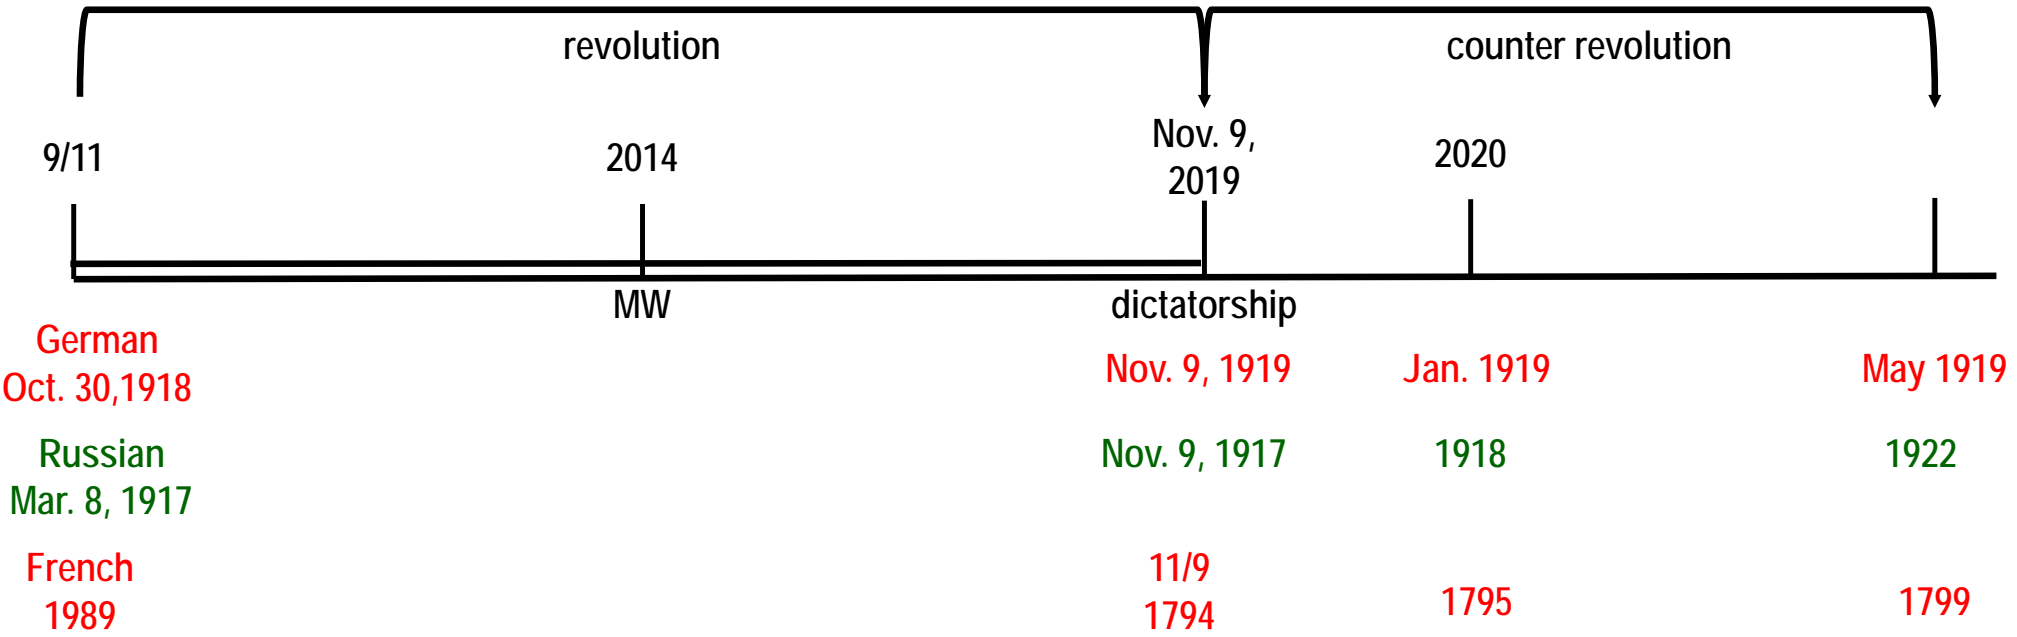 revolution
counter revolution
9/11
2014
Nov. 9,
2019
2020
MW
dictatorship
German
Oct. 30,1918
Nov. 9, 1919
Jan. 1919
May 1919
Russian
Mar. 8, 1917
Nov. 9, 1917
1918
1922
French
1989
11/9
1794
1795
1799